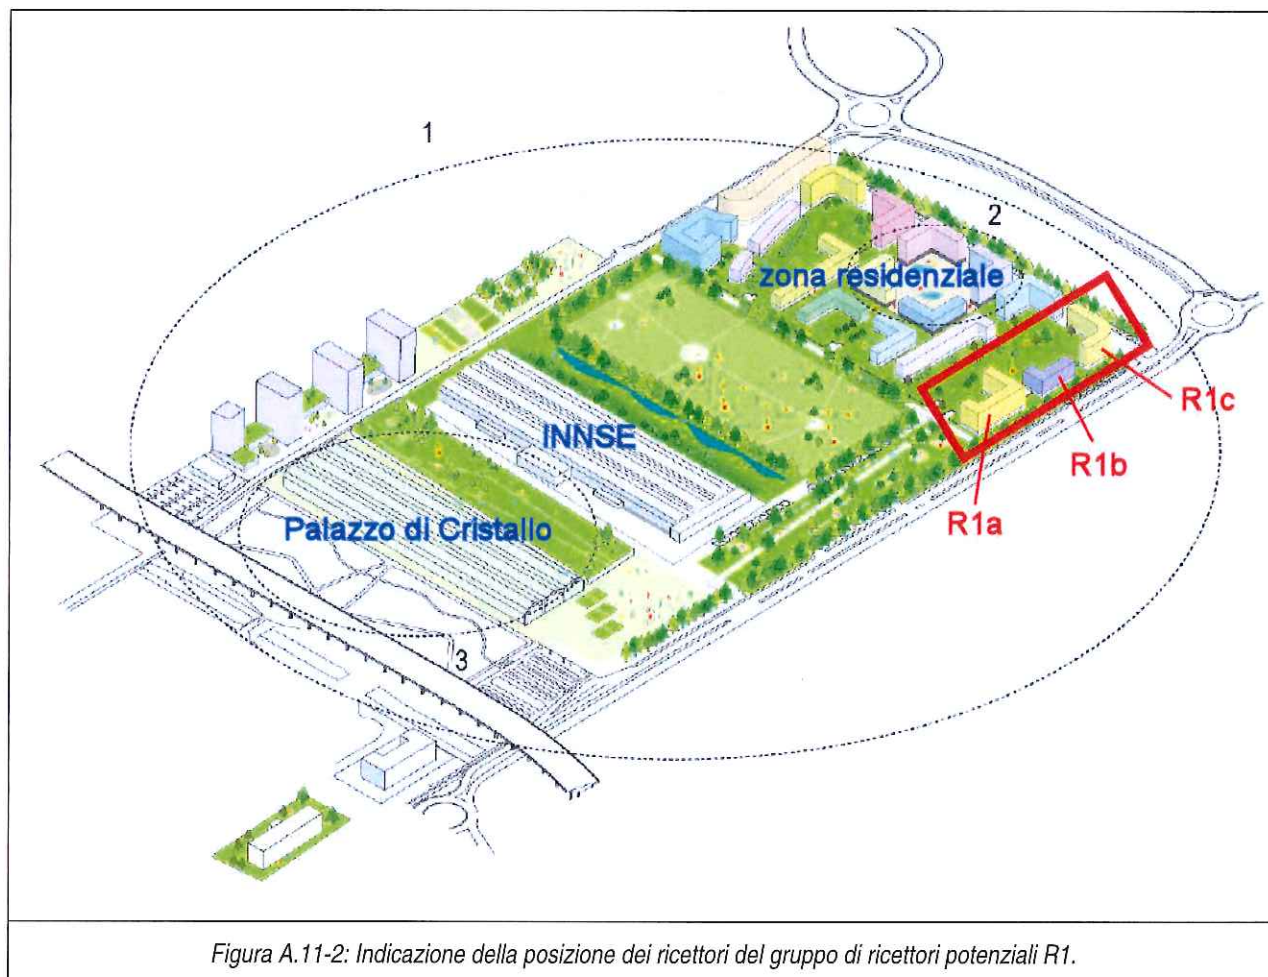 1
2
zona residenziale
R1c
INNSE
R1b
R1a
Palazzo di Cristallo
3
Figura A.11-2: Indicazione della posizione dei ricettori del gruppo di ricettori potenziali R1.